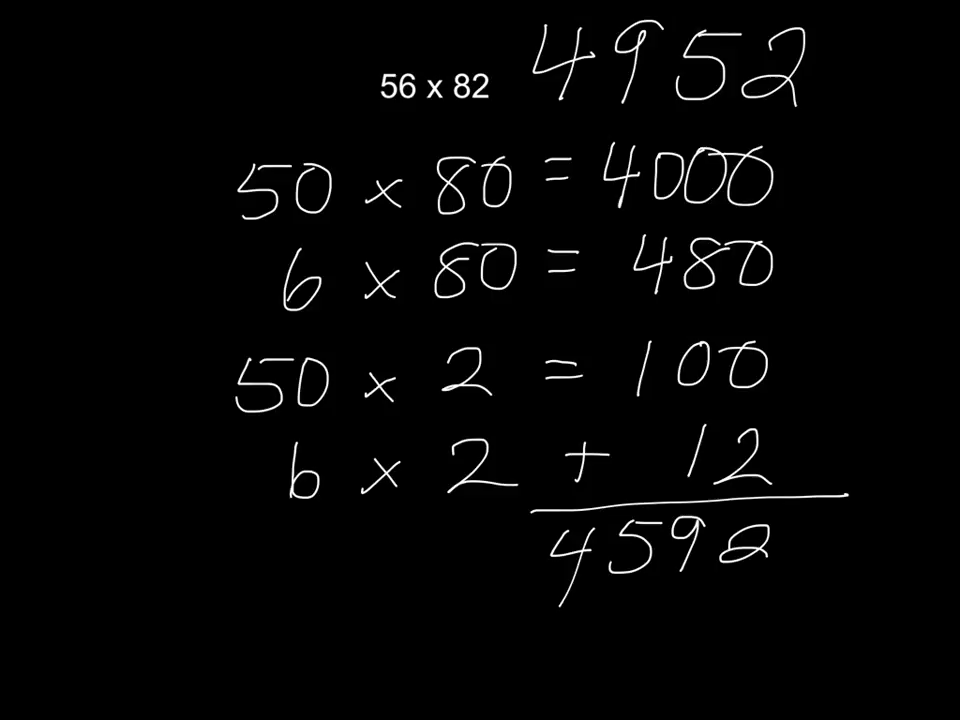 56 x 82 4952
50 x 80 = 4000
6 x 80 = 480
50 x 2 = 100
6 x 2 + 12
4592